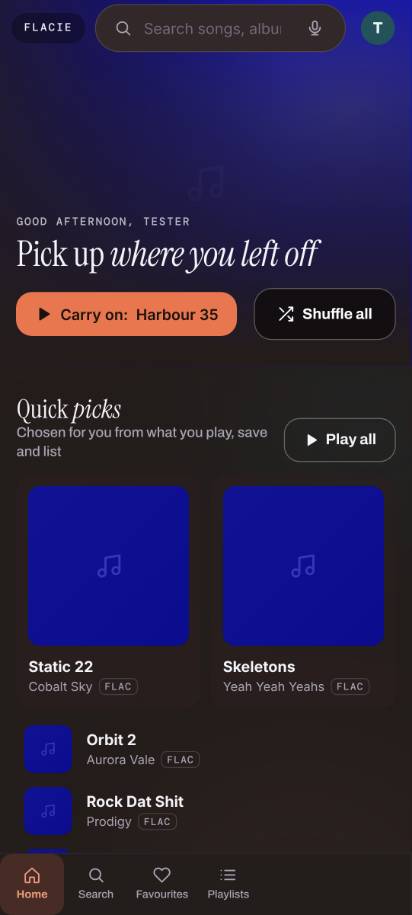 FLACIE
Search songs, albu
T
GOOD AFTERNOON, TESTER
Pick up where you left off
Carry on: Harbour 35
Shuffle all
Quick picks
Chosen for you from what you play, save
and list
Play all
Static 22
Cobalt Sky FLAC
Skeletons
Yeah Yeah Yeahs FLAC
Orbit 2
Aurora Vale FLAC
Rock Dat Shit
Prodigy FLAC
Home
Search
Favourites
Playlists